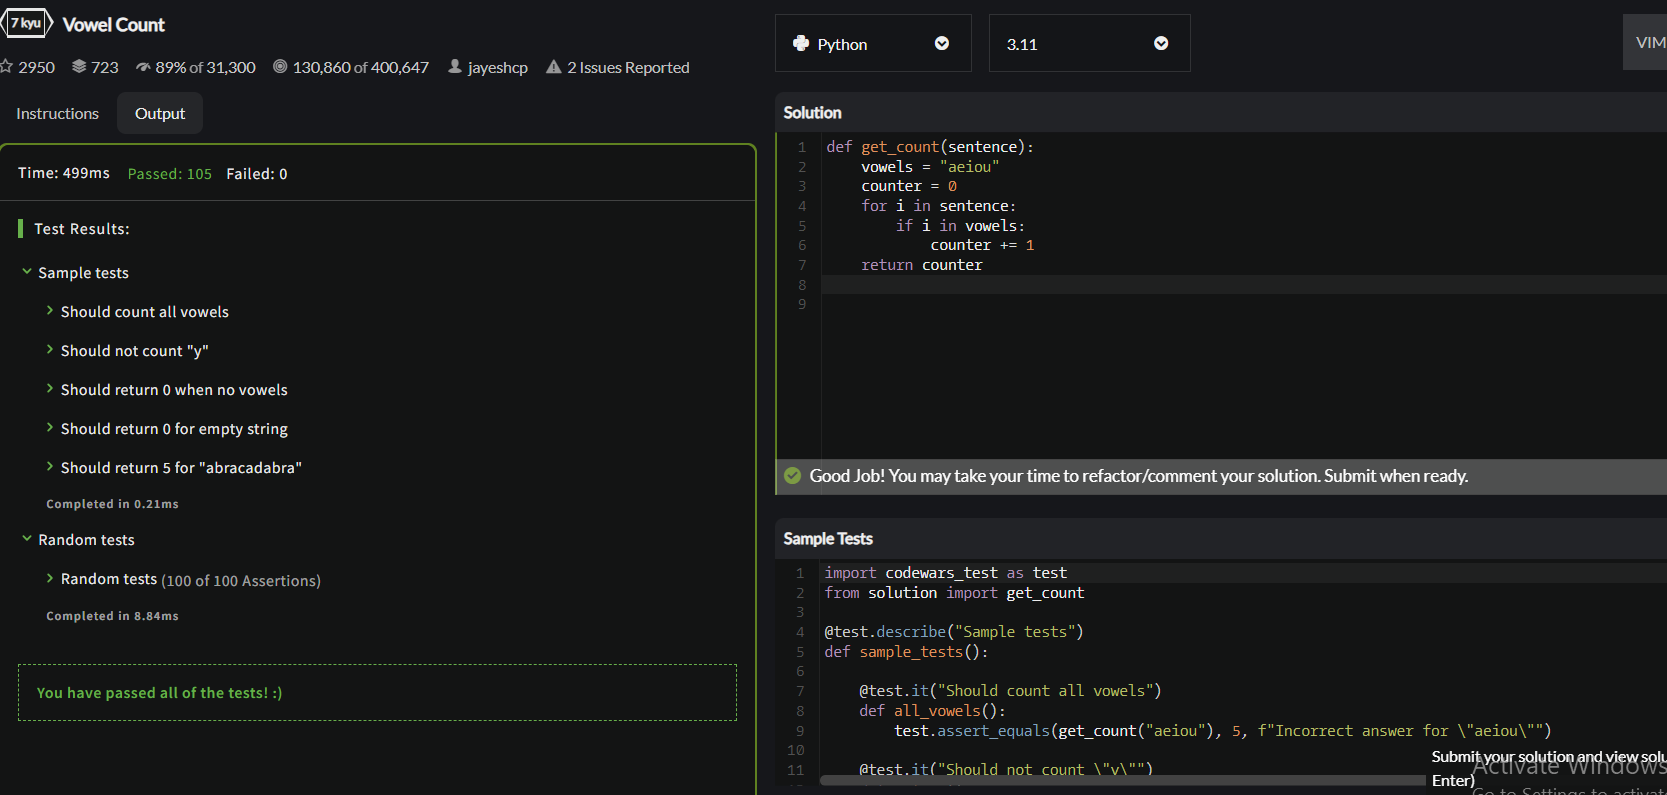 7 kyu Vowel Count
2950 723 89% of 31,300 130,860 of 400,647 jayeshcp 2 Issues Reported
Instructions Output
Time: 499ms Passed: 105 Failed: 0
Test Results:
Sample tests
Should count all vowels
Should not count "y"
Should return 0 when no vowels
Should return 0 for empty string
Should return 5 for "abracadabra"
Completed in 0.21ms
Random tests
Random tests (100 of 100 Assertions)
Completed in 8.84ms
You have passed all of the tests! :)
Python 3.11 VIM
Solution
1 def get_count(sentence):
2 vowels = "aeiou"
3 counter = 0
4 for i in sentence:
5 if i in vowels:
6 counter += 1
7 return counter
8
9
Good Job! You may take your time to refactor/comment your solution. Submit when ready.
Sample Tests
1 import codewars_test as test
2 from solution import get_count
3
4 @test.describe("Sample tests")
5 def sample_tests():
6
7 @test.it("Should count all vowels")
8 def all_vowels():
9 test.assert_equals(get_count("aeiou"), 5, f"Incorrect answer for \"aeiou\"")
10
11 @test.it("Should not count \"y\"")
Submit your solution and view solu
Enter)
Activate Windows
Go to Settings to activat